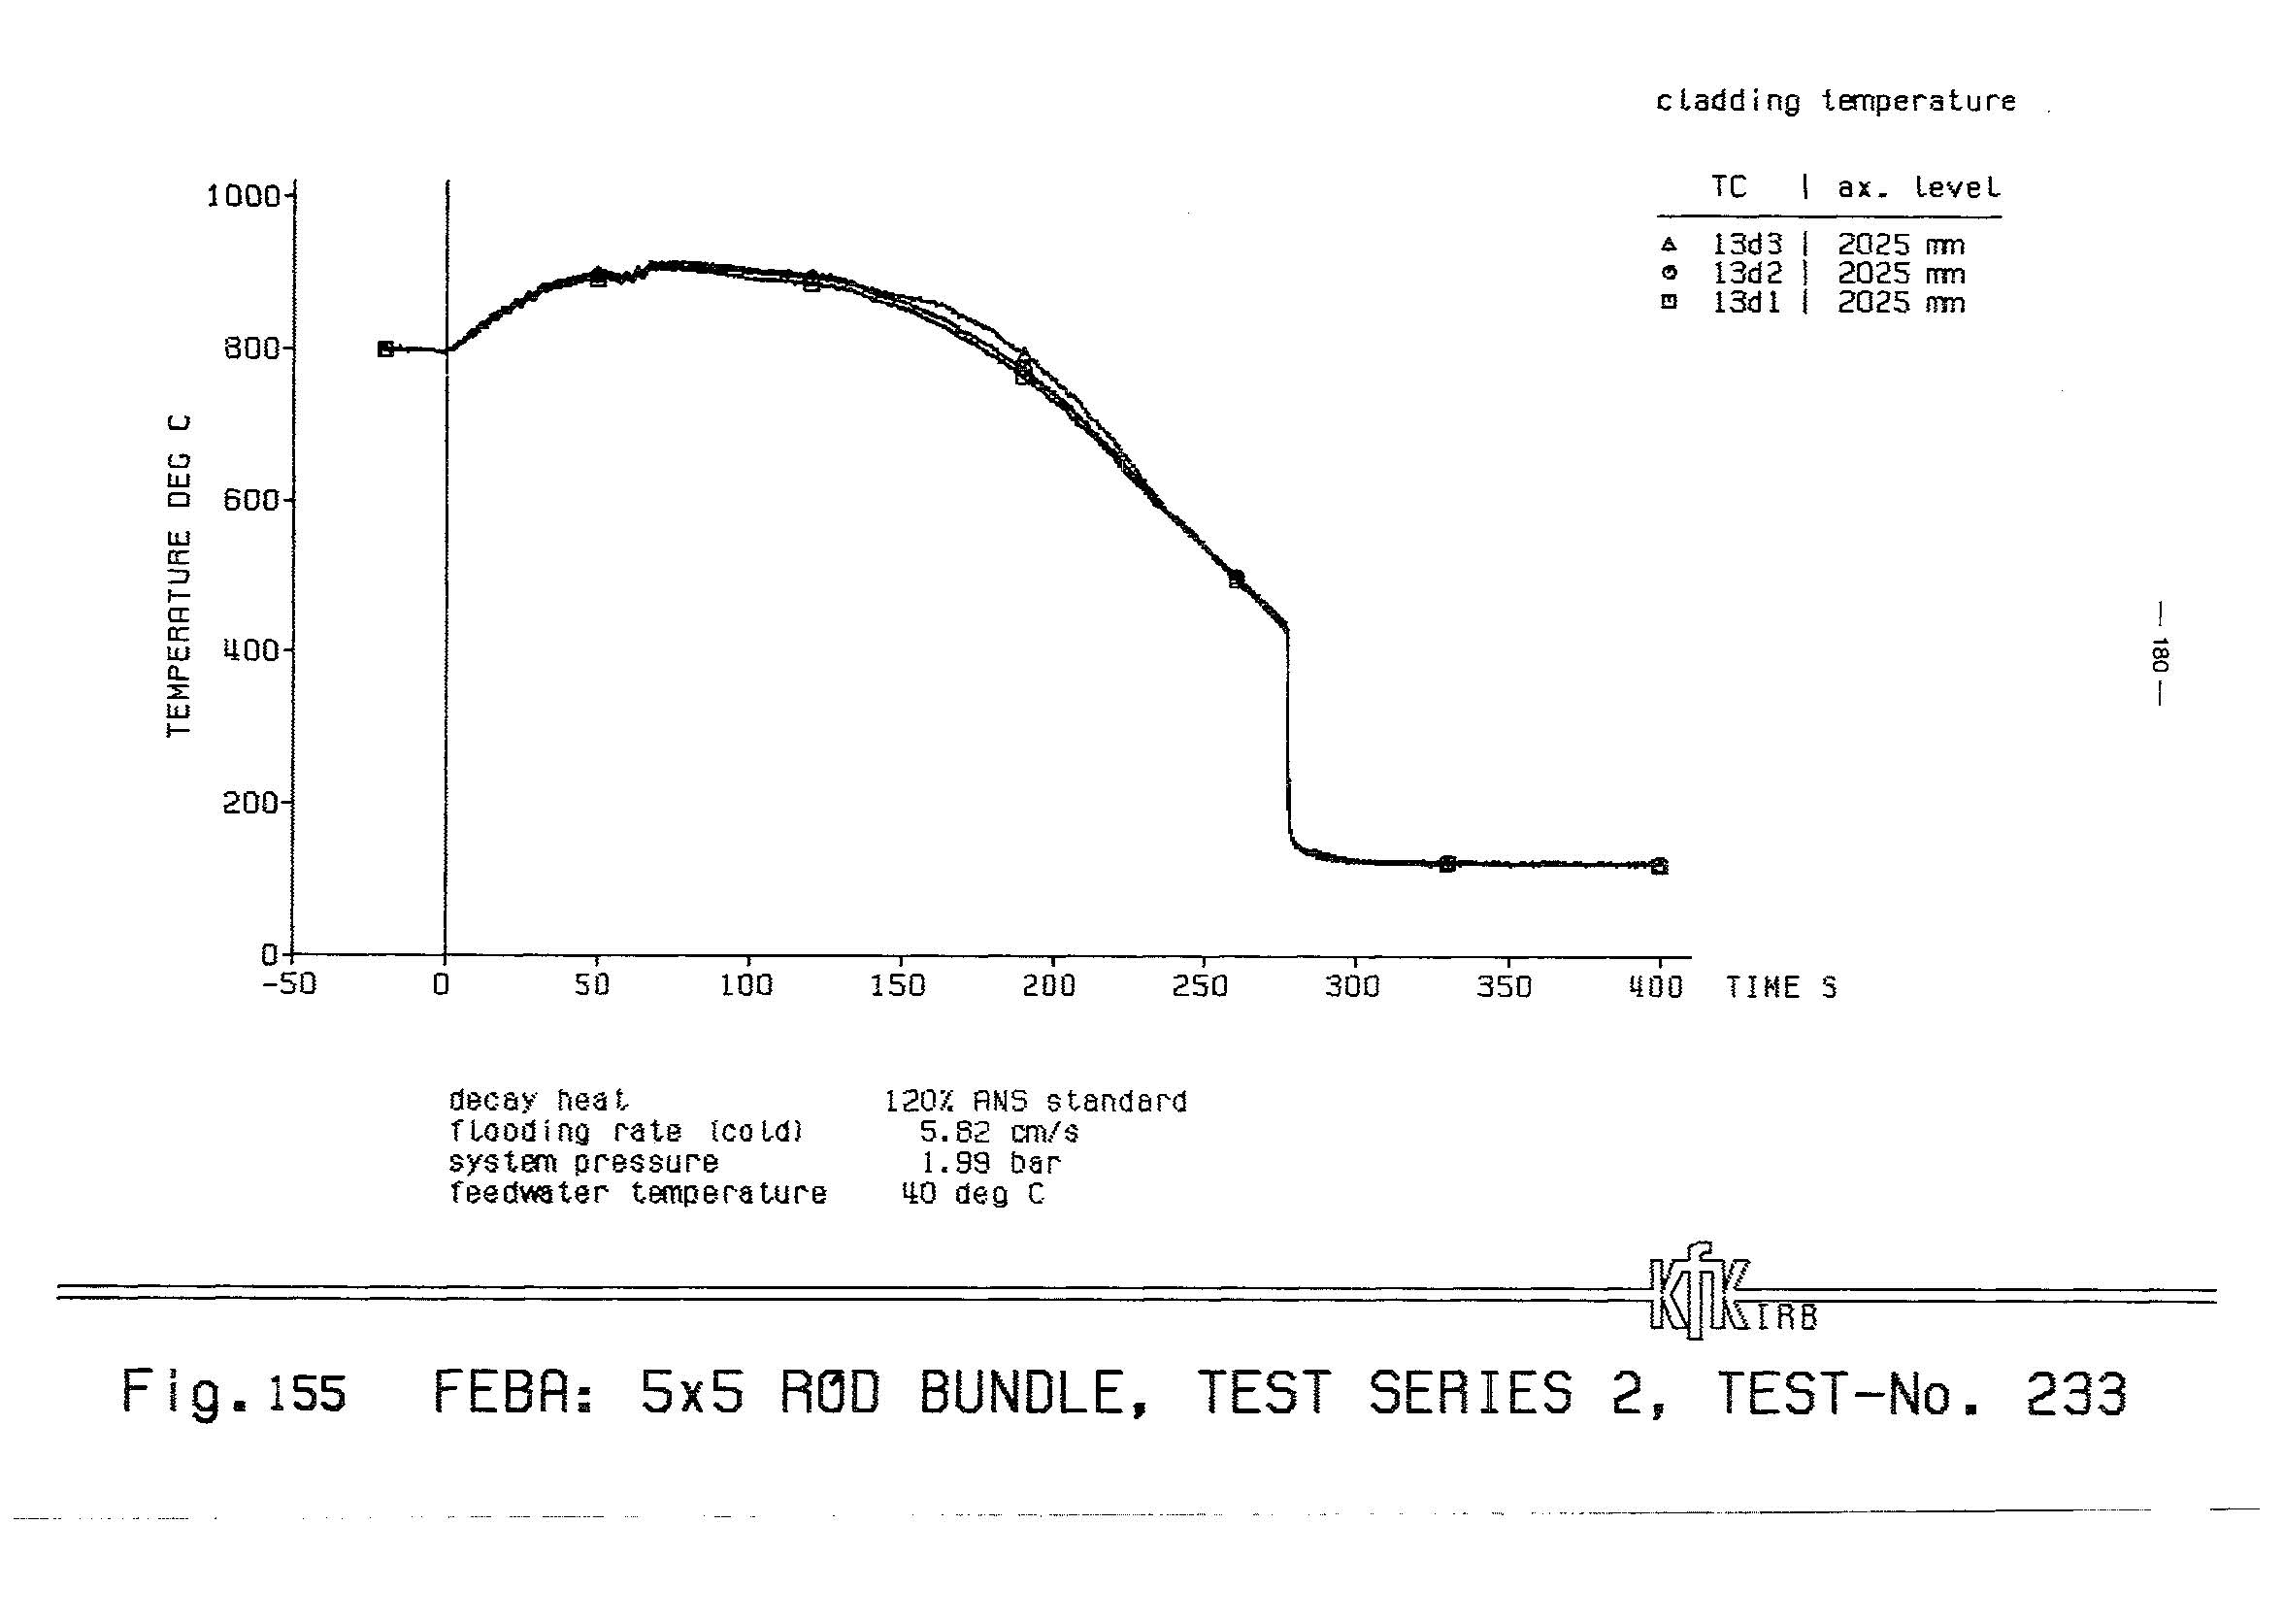 cladding temperature
TC | ax. level
13d3 | 2025 mm
13d2 | 2025 mm
13d1 | 2025 mm
1000
800
600
400
200
0
TEMPERATURE DEG C
-50 0 50 100 150 200 250 300 350 400 TIME S
— 180 —
decay heat 120% ANS standard
flooding rate (cold) 5.82 cm/s
system pressure 1.99 bar
feedwater temperature 40 deg C
KfK IRB
Fig.155 FEBA: 5x5 ROD BUNDLE, TEST SERIES 2, TEST-No. 233